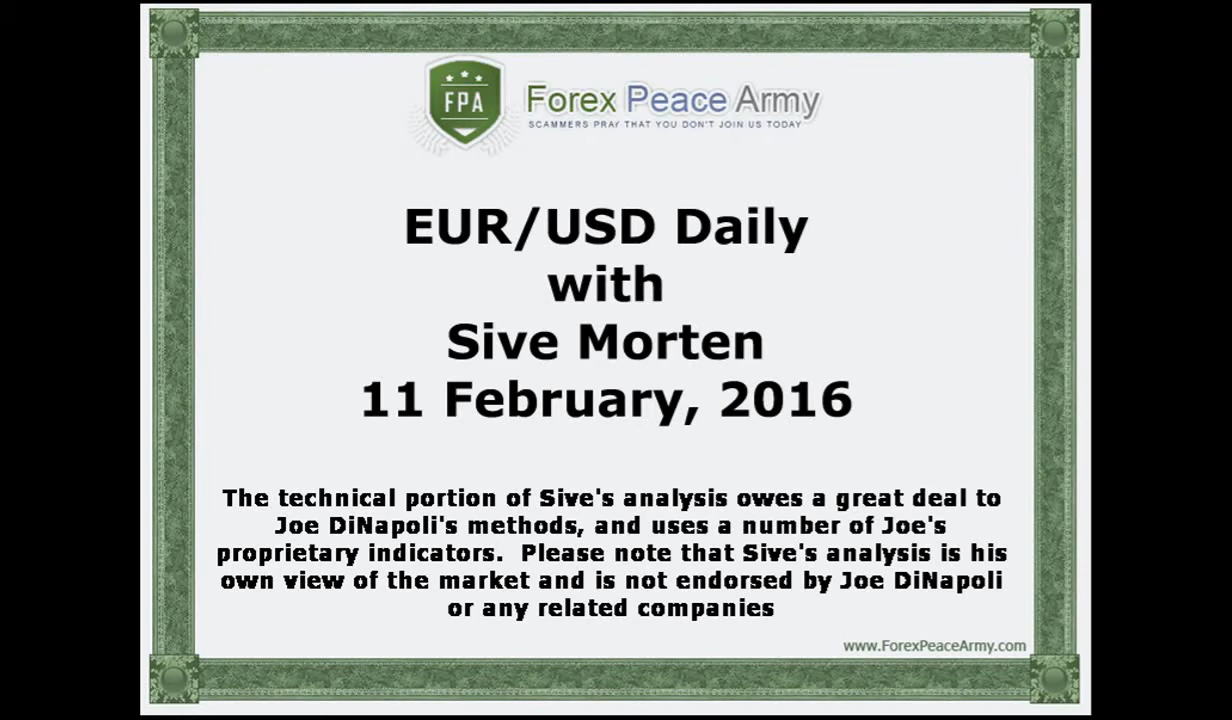 FPA
Forex Peace Army
SCAMMERS PRAY THAT YOU DON'T JOIN US TODAY
EUR/USD Daily
with
Sive Morten
11 February, 2016
The technical portion of Sive's analysis owes a great deal to
Joe DiNapoli's methods, and uses a number of Joe's
proprietary indicators.  Please note that Sive's analysis is his
own view of the market and is not endorsed by Joe DiNapoli
or any related companies
www.ForexPeaceArmy.com